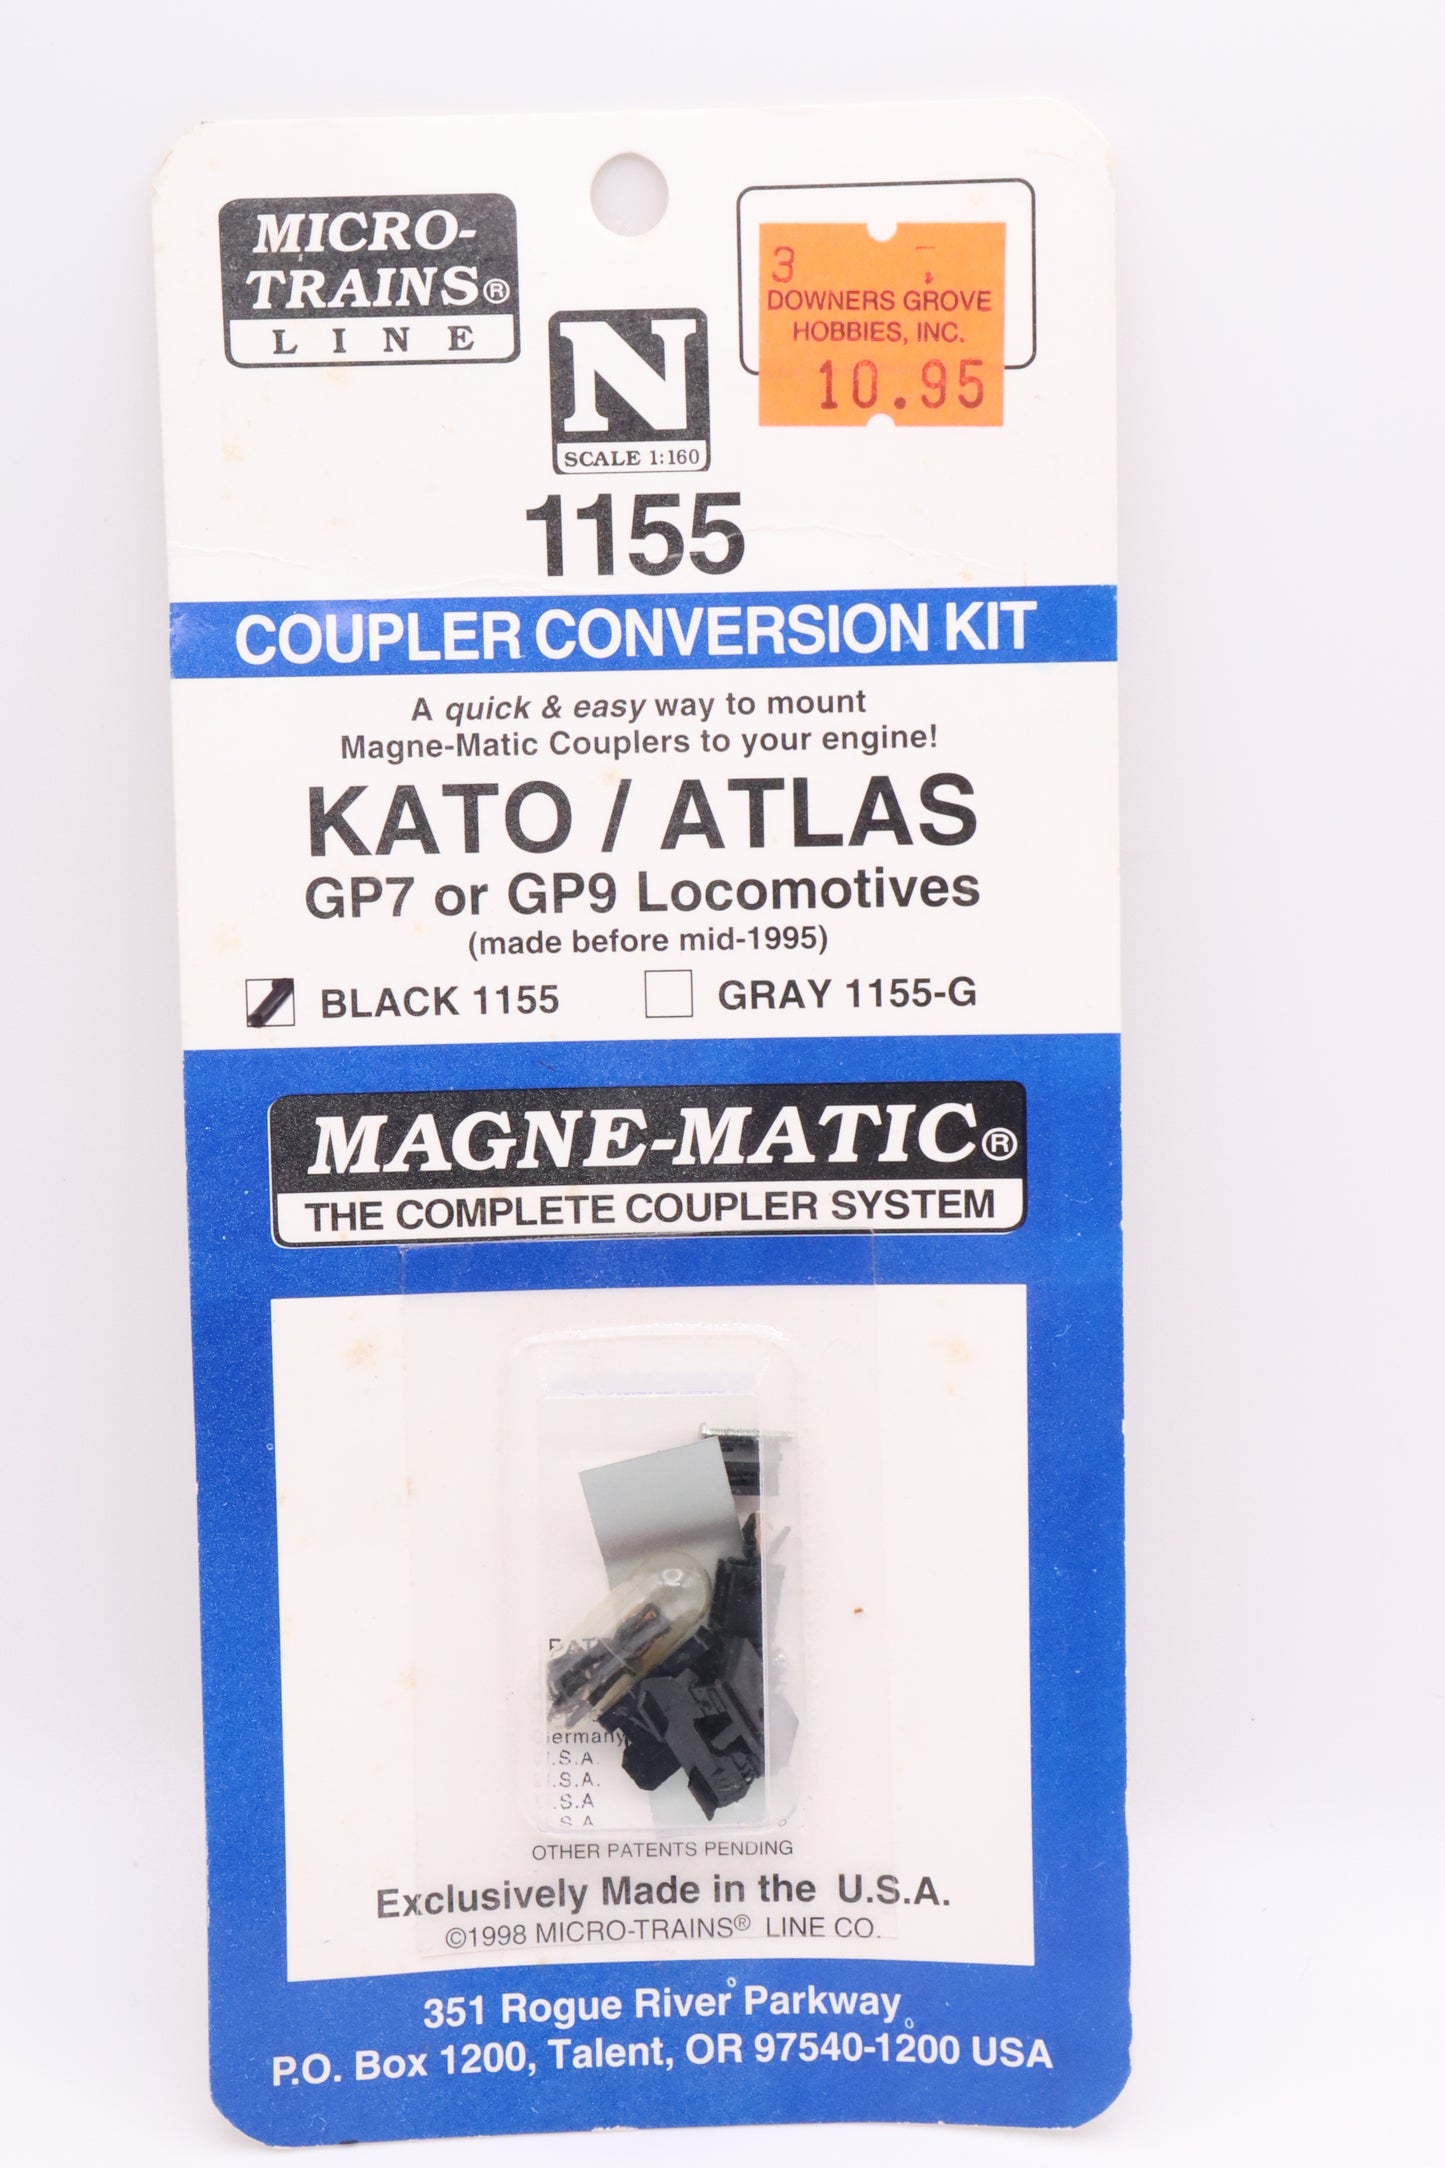 MICRO-
TRAINS®
LINE
N
SCALE 1:160
3
DOWNERS GROVE
HOBBIES, INC.
10.95
1155
COUPLER CONVERSION KIT
A quick & easy way to mount
Magne-Matic Couplers to your engine!
KATO / ATLAS
GP7 or GP9 Locomotives
(made before mid-1995)
BLACK 1155
GRAY 1155-G
MAGNE-MATIC®
THE COMPLETE COUPLER SYSTEM
U.S.A.
U.S.A.
OTHER PATENTS PENDING
Exclusively Made in the U.S.A.
©1998 MICRO-TRAINS® LINE CO.
351 Rogue River Parkway
P.O. Box 1200, Talent, OR 97540-1200 USA